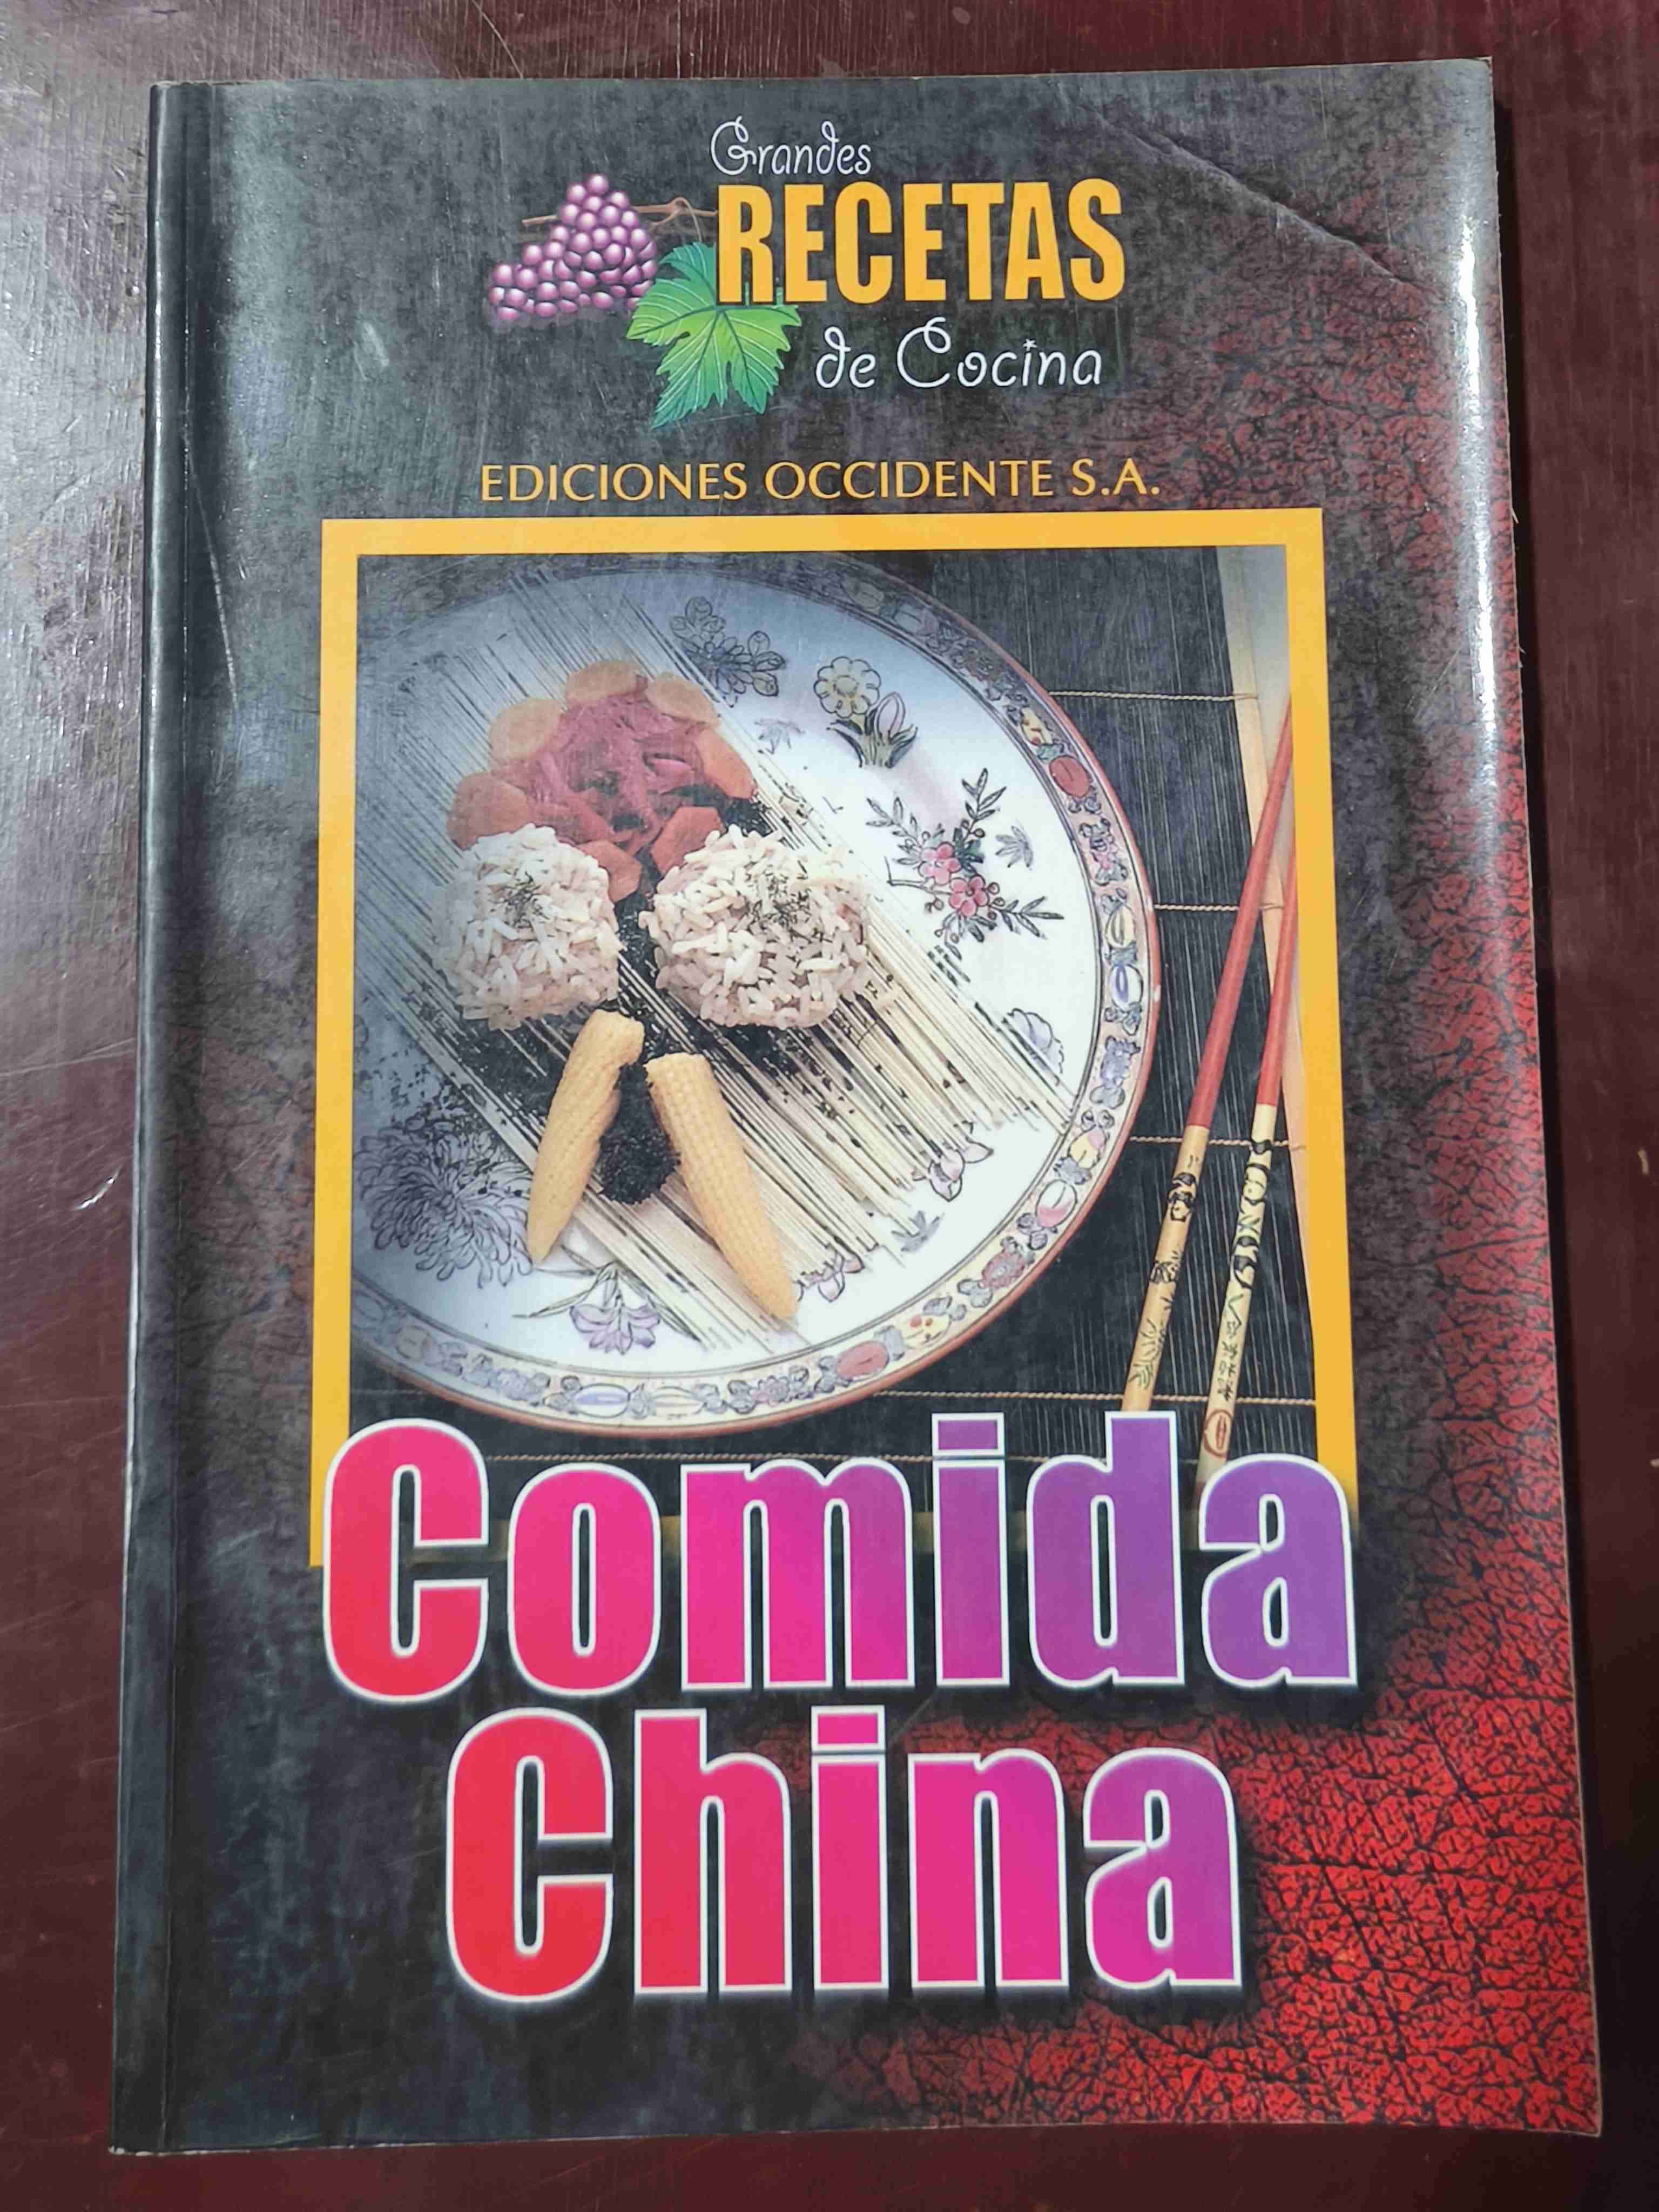 Grandes
RECETAS
de Cocina
EDICIONES OCCIDENTE S.A.
Comida
China